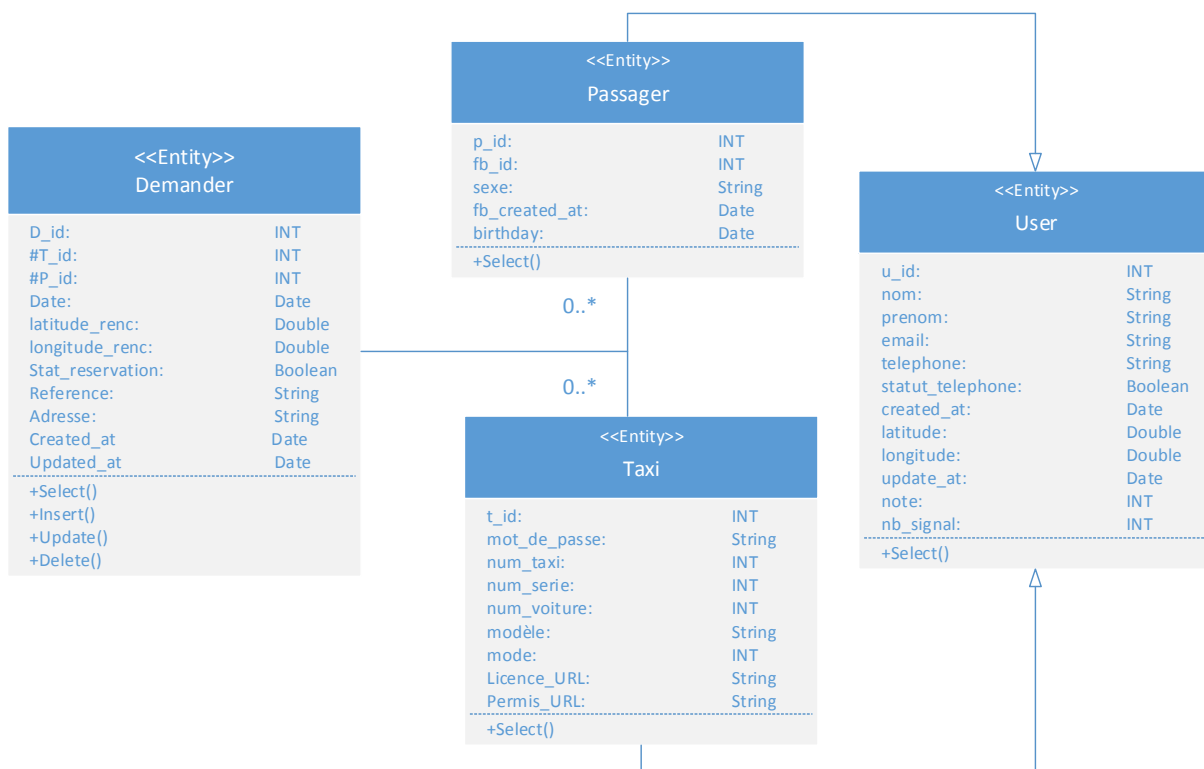 <<Entity>>
Passager
p_id: INT
fb_id: INT
sexe: String
fb_created_at: Date
birthday: Date
+Select()
<<Entity>>
Demander
D_id: INT
#T_id: INT
#P_id: INT
Date: Date
latitude_renc: Double
longitude_renc: Double
Stat_reservation: Boolean
Reference: String
Adresse: String
Created_at Date
Updated_at Date
+Select()
+Insert()
+Update()
+Delete()
0..*
0..*
<<Entity>>
Taxi
t_id: INT
mot_de_passe: String
num_taxi: INT
num_serie: INT
num_voiture: INT
modèle: String
mode: INT
Licence_URL: String
Permis_URL: String
+Select()
<<Entity>>
User
u_id: INT
nom: String
prenom: String
email: String
telephone: String
statut_telephone: Boolean
created_at: Date
latitude: Double
longitude: Double
update_at: Date
note: INT
nb_signal: INT
+Select()